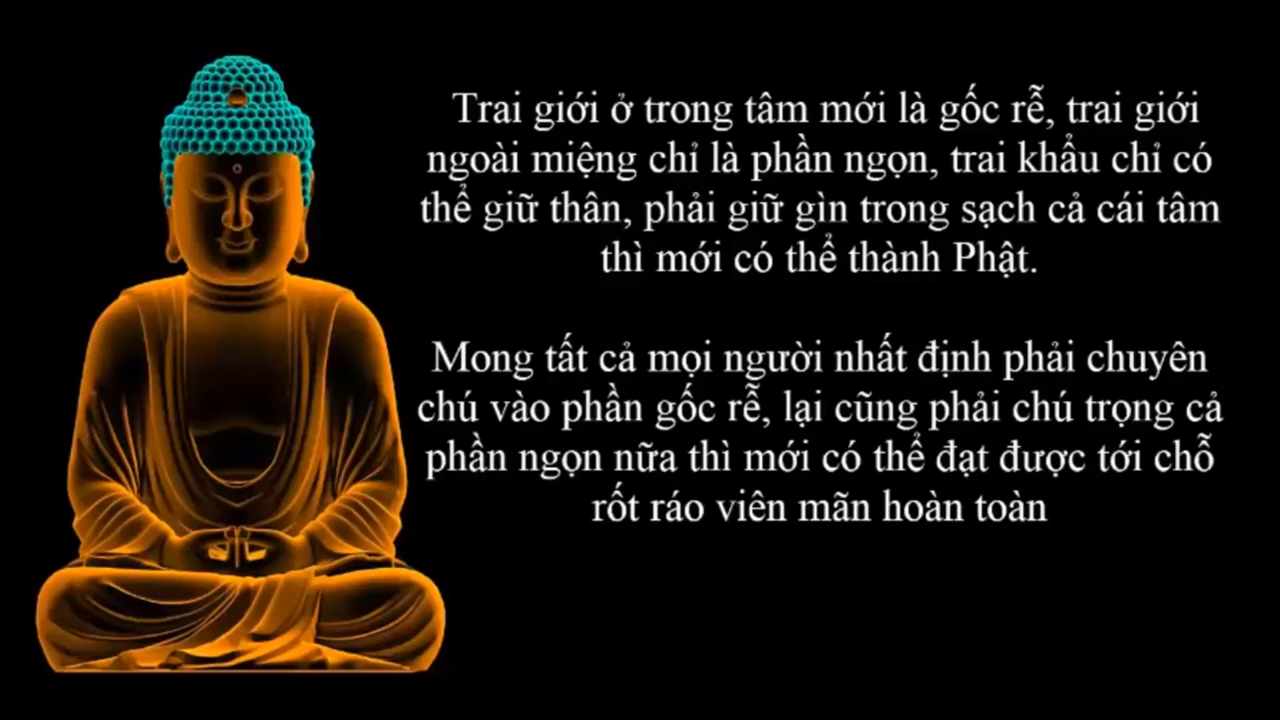 Trai giới ở trong tâm mới là gốc rễ, trai giới
ngoài miệng chỉ là phần ngọn, trai khẩu chỉ có
thể giữ thân, phải giữ gìn trong sạch cả cái tâm
thì mới có thể thành Phật.
Mong tất cả mọi người nhất định phải chuyên
chú vào phần gốc rễ, lại cũng phải chú trọng cả
phần ngọn nữa thì mới có thể đạt được tới chỗ
rốt ráo viên mãn hoàn toàn